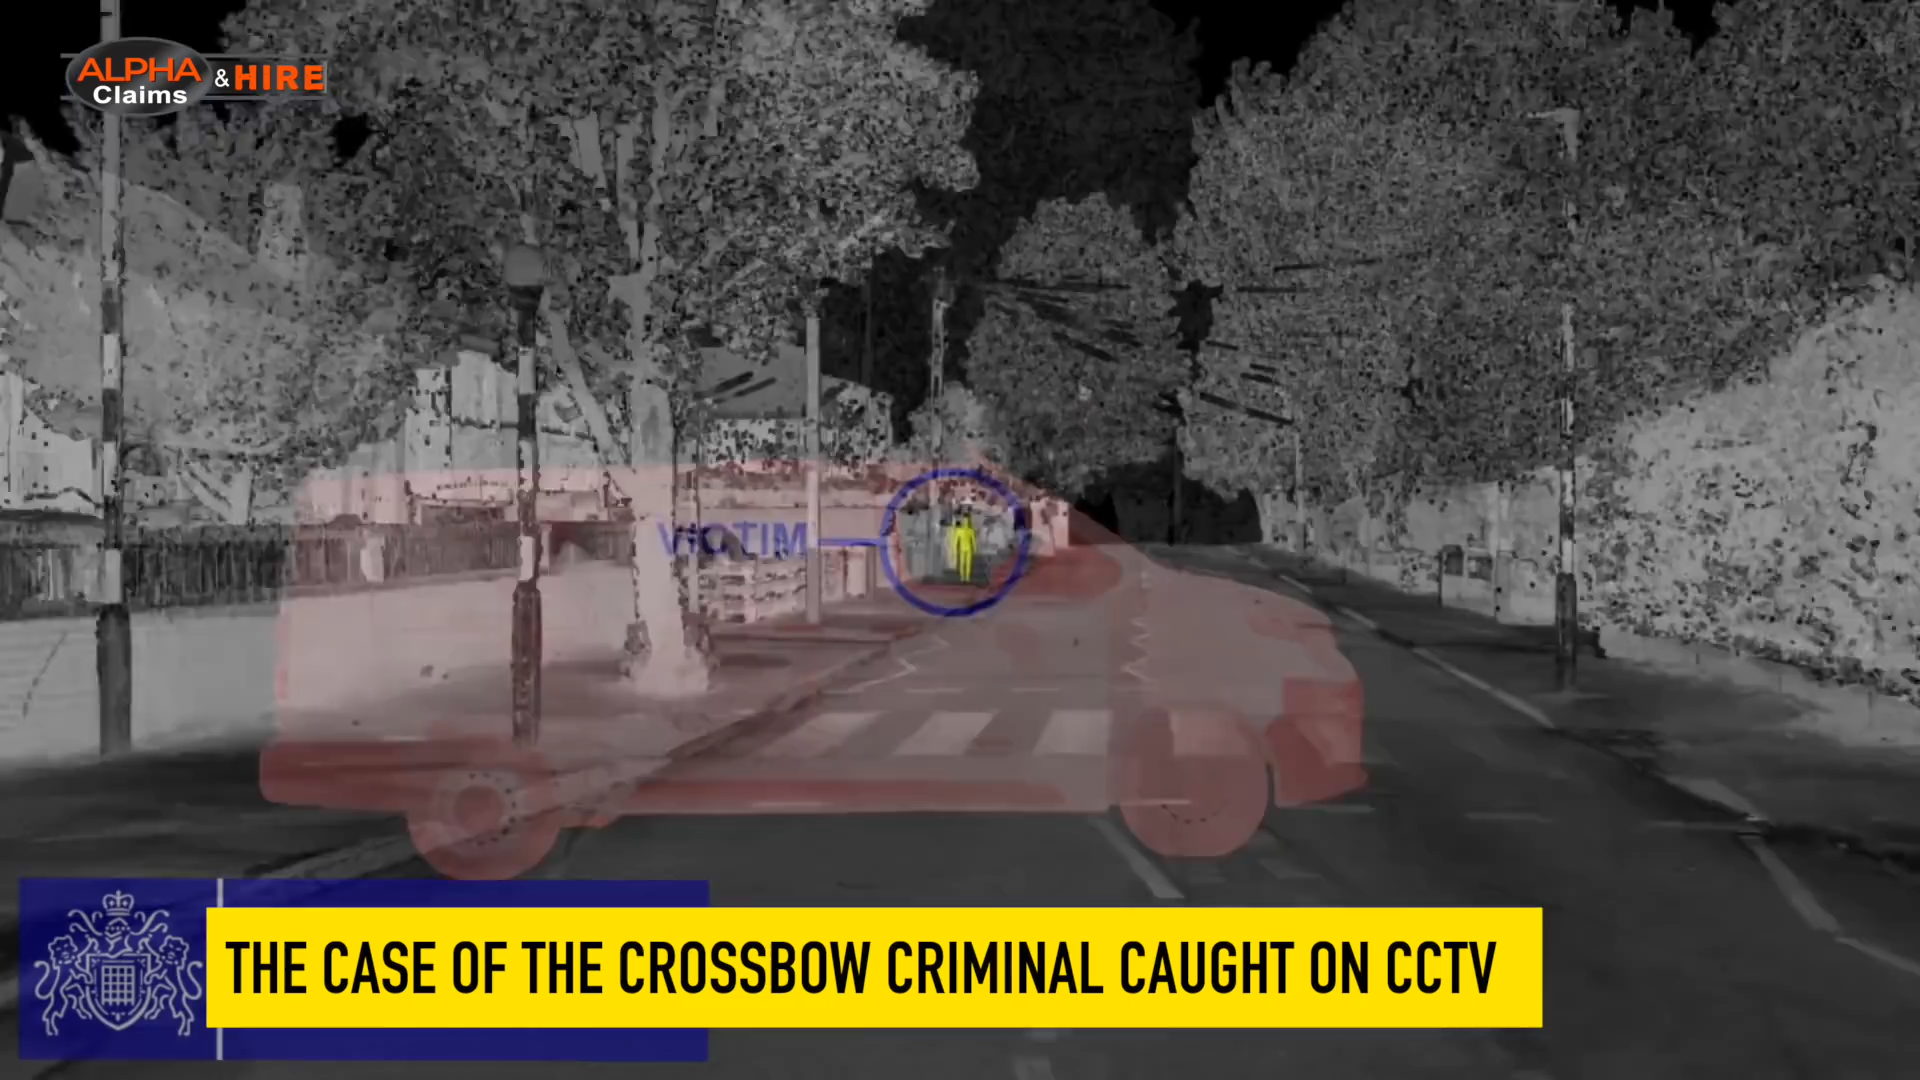 ALPHA
Claims
& HIRE
VICTIM
THE CASE OF THE CROSSBOW CRIMINAL CAUGHT ON CCTV